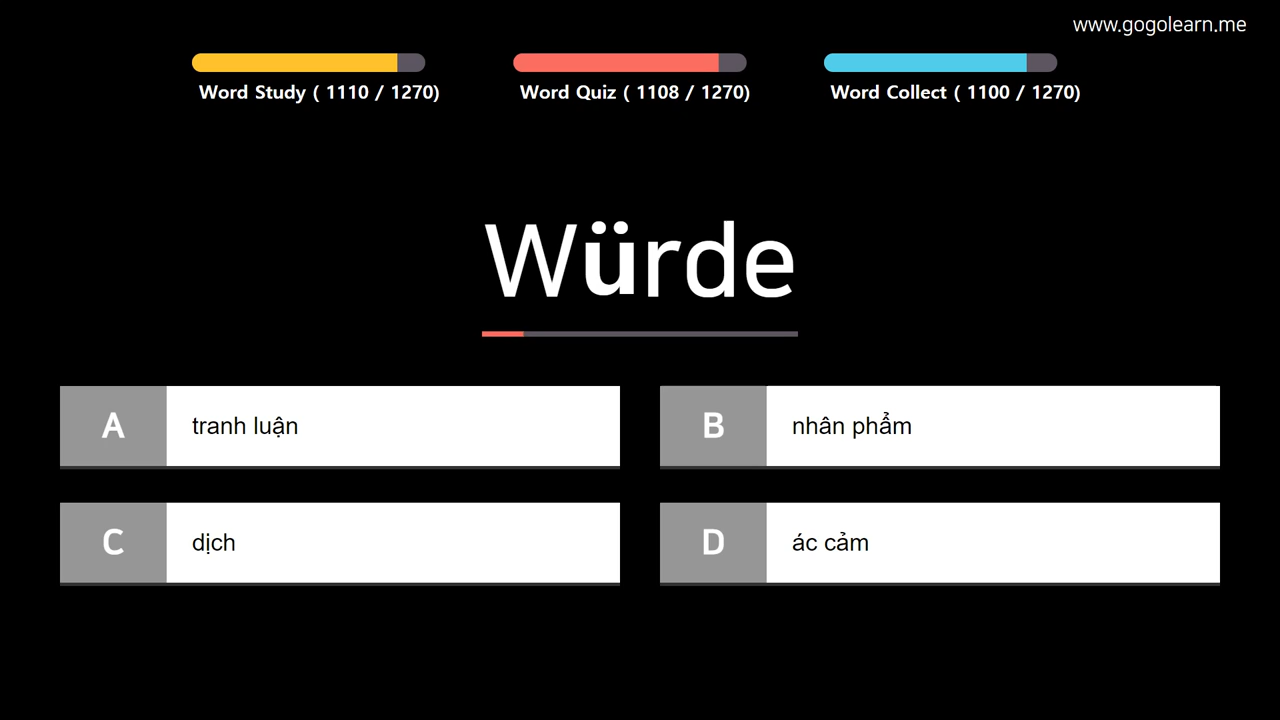 www.gogolearn.me
Word Study ( 1110 / 1270)
Word Quiz ( 1108 / 1270)
Word Collect ( 1100 / 1270)
Würde
A tranh luận
B nhân phẩm
C dịch
D ác cảm